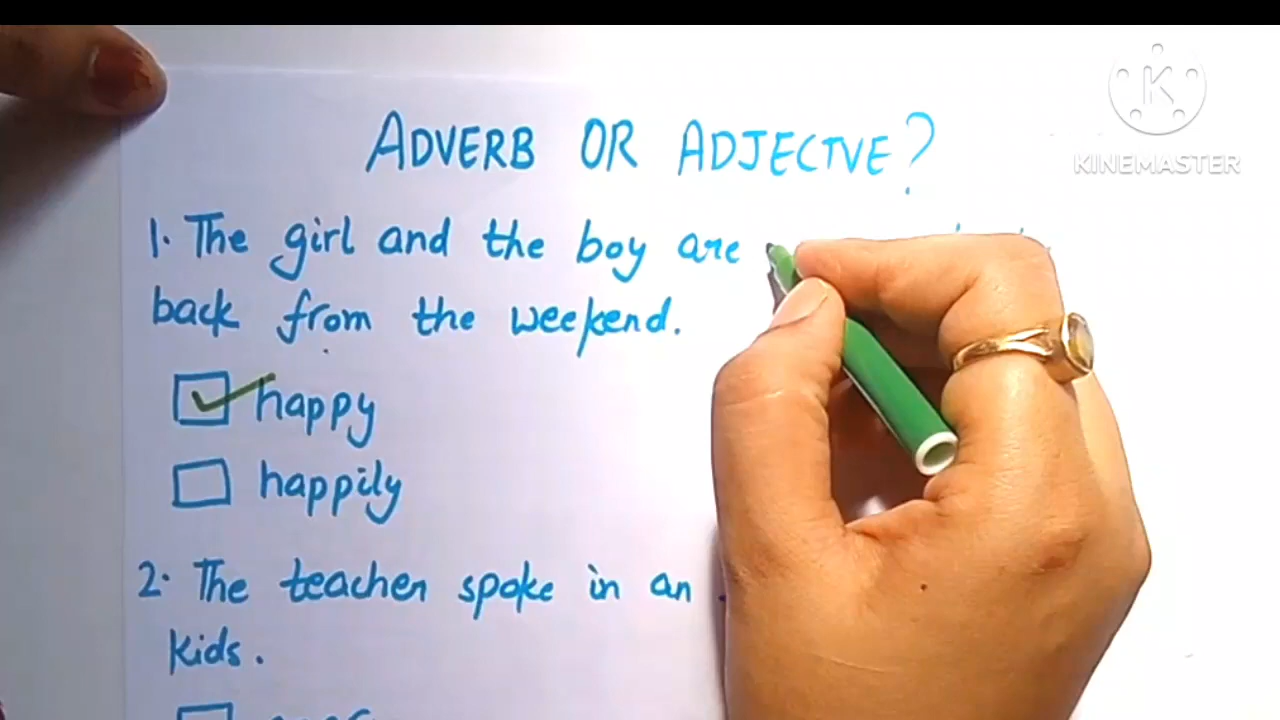 KINEMASTER
ADVERB OR ADJECTVE?
1. The girl and the boy are
back from the weekend.
happy
happily
2. The teacher spoke in an
kids.